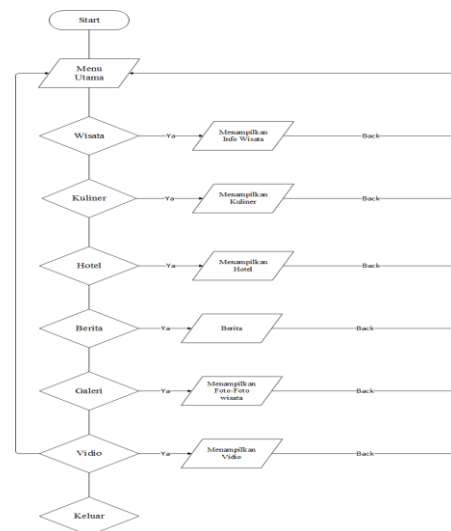 Start
Menu
Utama
Wisata
Ya
Menampilkan
Info Wisata
Back
Kuliner
Ya
Menampilkan
Kuliner
Back
Hotel
Ya
Menampilkan
Hotel
Back
Berita
Ya
Berita
Back
Galeri
Ya
Menampilkan
Foto-Foto
wisata
Back
Vidio
Ya
Menampilkan
Vidio
Back
Keluar